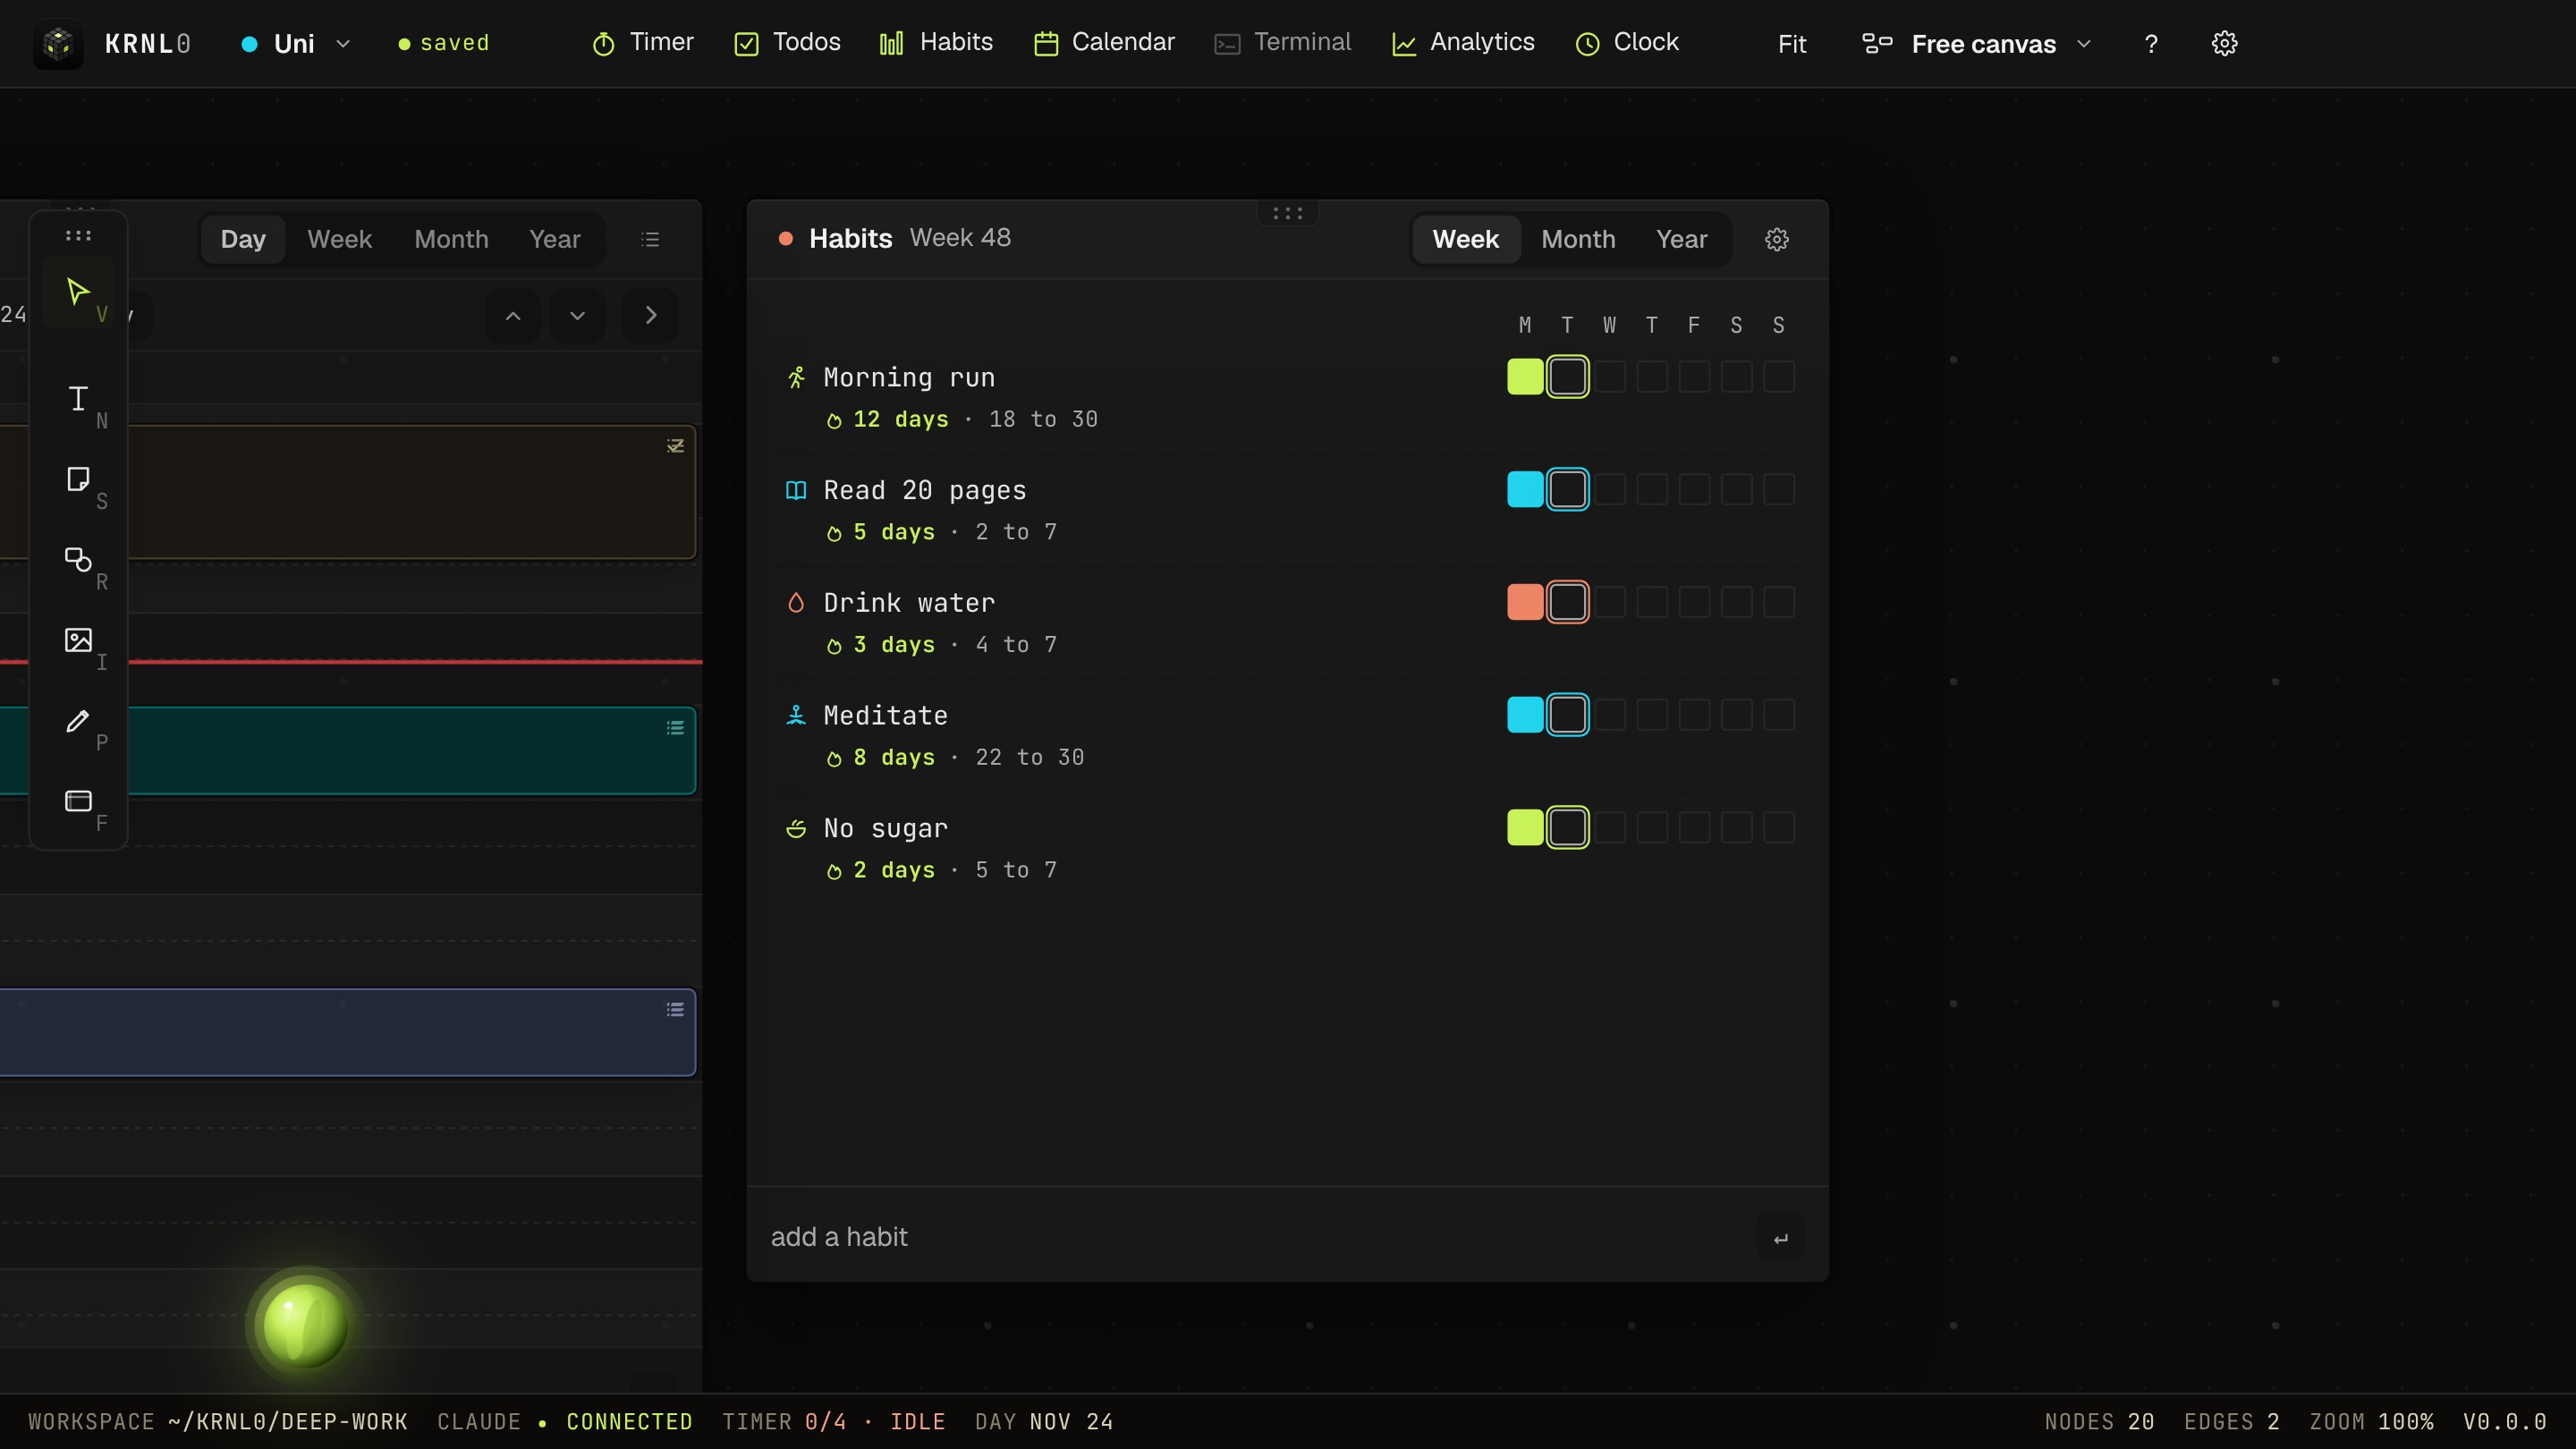 KRNL0 Uni saved Timer Todos Habits Calendar Terminal Analytics Clock Fit Free canvas ?
Day Week Month Year
24
V
N
S
R
I
P
F
Habits Week 48 Week Month Year
M T W T F S S
Morning run
12 days · 18 to 30
Read 20 pages
5 days · 2 to 7
Drink water
3 days · 4 to 7
Meditate
8 days · 22 to 30
No sugar
2 days · 5 to 7
add a habit
WORKSPACE ~/KRNL0/DEEP-WORK CLAUDE • CONNECTED TIMER 0/4 · IDLE DAY NOV 24 NODES 20 EDGES 2 ZOOM 100% V0.0.0